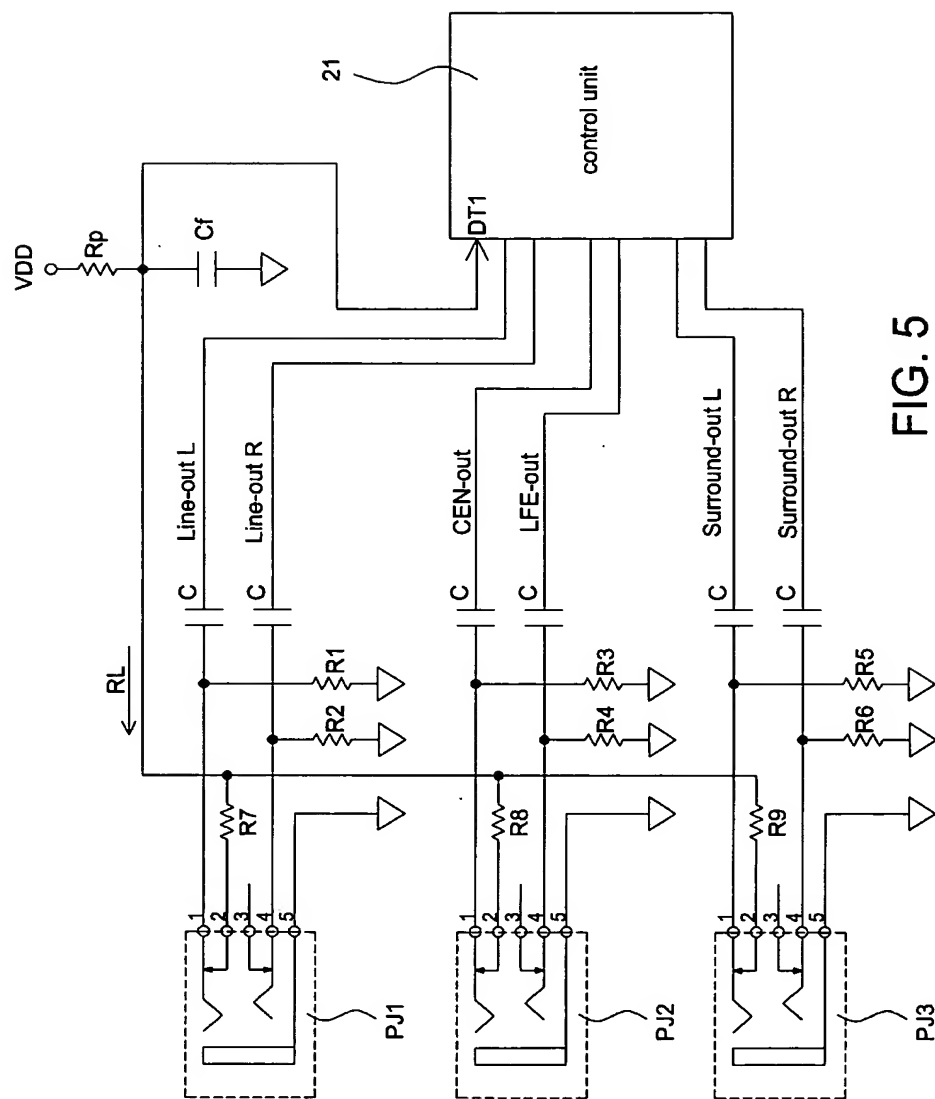 VDD
Rp
Cf
RL
21
DT1
control unit
Line-out L
C
R1
Line-out R
C
R2
R7
1
2
3
4
5
PJ1
CEN-out
C
R3
LFE-out
C
R4
R8
1
2
3
4
5
PJ2
Surround-out L
C
R5
Surround-out R
C
R6
R9
1
2
3
4
5
PJ3
FIG. 5